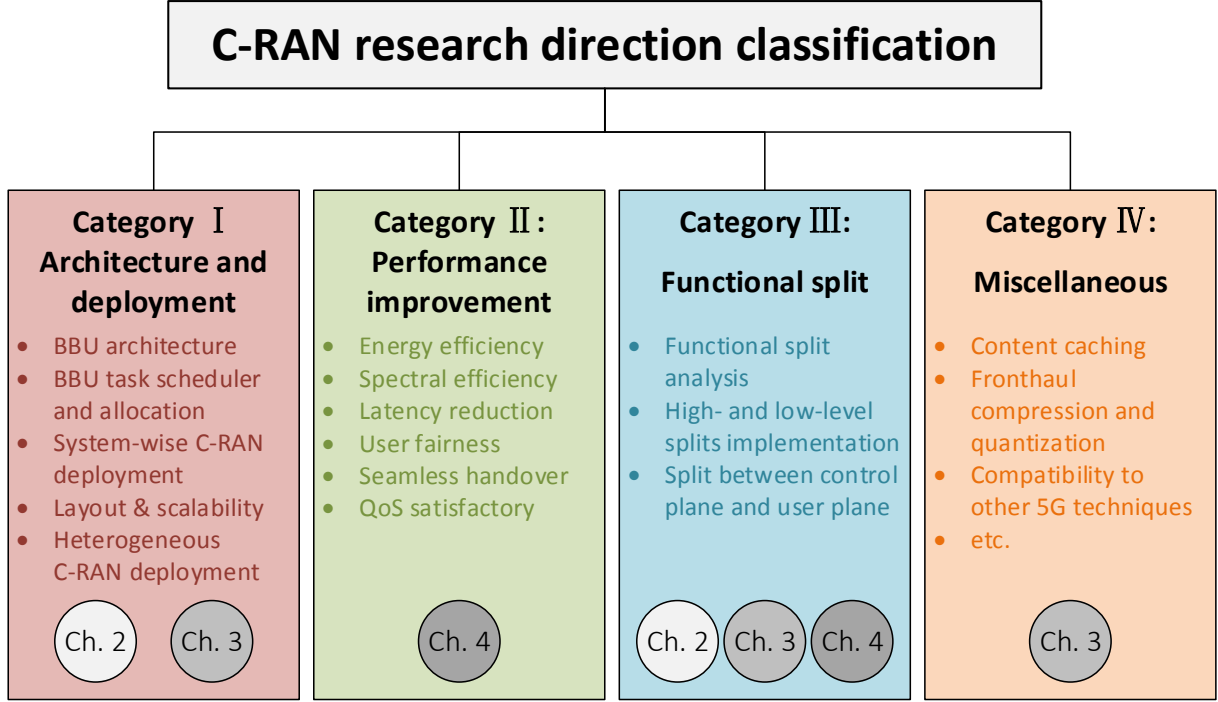 C-RAN research direction classification
Category Ⅰ
Architecture and
deployment
• BBU architecture
• BBU task scheduler
and allocation
• System-wise C-RAN
deployment
• Layout & scalability
• Heterogeneous
C-RAN deployment
Ch. 2
Ch. 3
Category Ⅱ:
Performance
improvement
• Energy efficiency
• Spectral efficiency
• Latency reduction
• User fairness
• Seamless handover
• QoS satisfactory
Ch. 4
Category Ⅲ:
Functional split
• Functional split
analysis
• High- and low-level
splits implementation
• Split between control
plane and user plane
Ch. 2
Ch. 3
Ch. 4
Category Ⅳ:
Miscellaneous
• Content caching
• Fronthaul
compression and
quantization
• Compatibility to
other 5G techniques
• etc.
Ch. 3